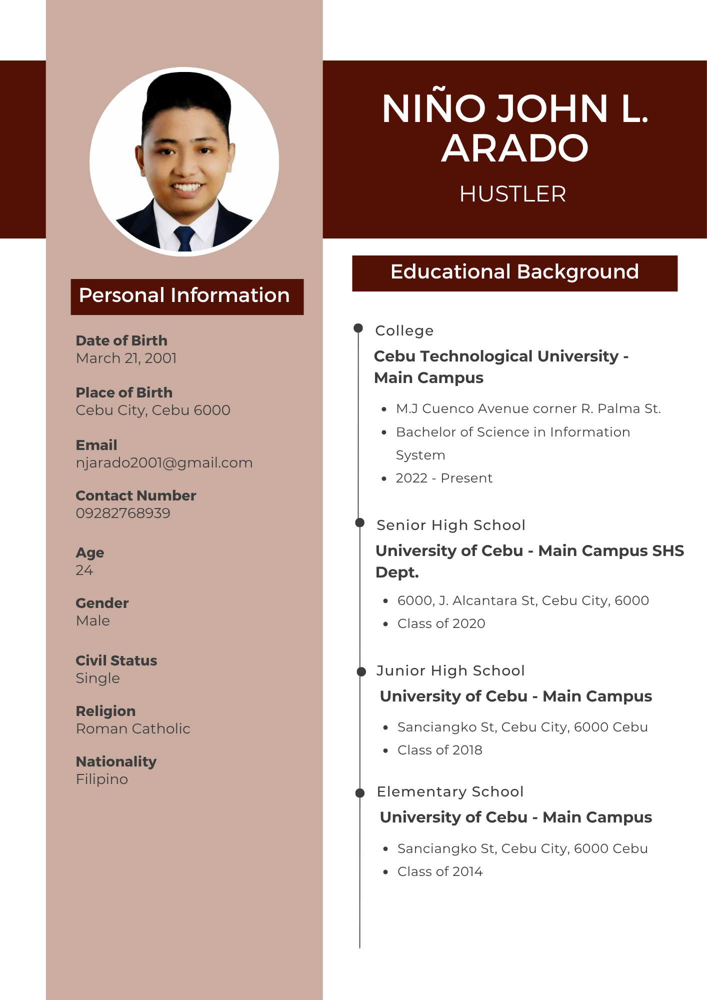 NIÑO JOHN L.
ARADO
HUSTLER
Personal Information
Date of Birth
March 21, 2001
Place of Birth
Cebu City, Cebu 6000
Email
njarado2001@gmail.com
Contact Number
09282768939
Age
24
Gender
Male
Civil Status
Single
Religion
Roman Catholic
Nationality
Filipino
Educational Background
College
Cebu Technological University -
Main Campus
• M.J Cuenco Avenue corner R. Palma St.
• Bachelor of Science in Information
System
• 2022 - Present
Senior High School
University of Cebu - Main Campus SHS
Dept.
• 6000, J. Alcantara St, Cebu City, 6000
• Class of 2020
Junior High School
University of Cebu - Main Campus
• Sanciangko St, Cebu City, 6000 Cebu
• Class of 2018
Elementary School
University of Cebu - Main Campus
• Sanciangko St, Cebu City, 6000 Cebu
• Class of 2014